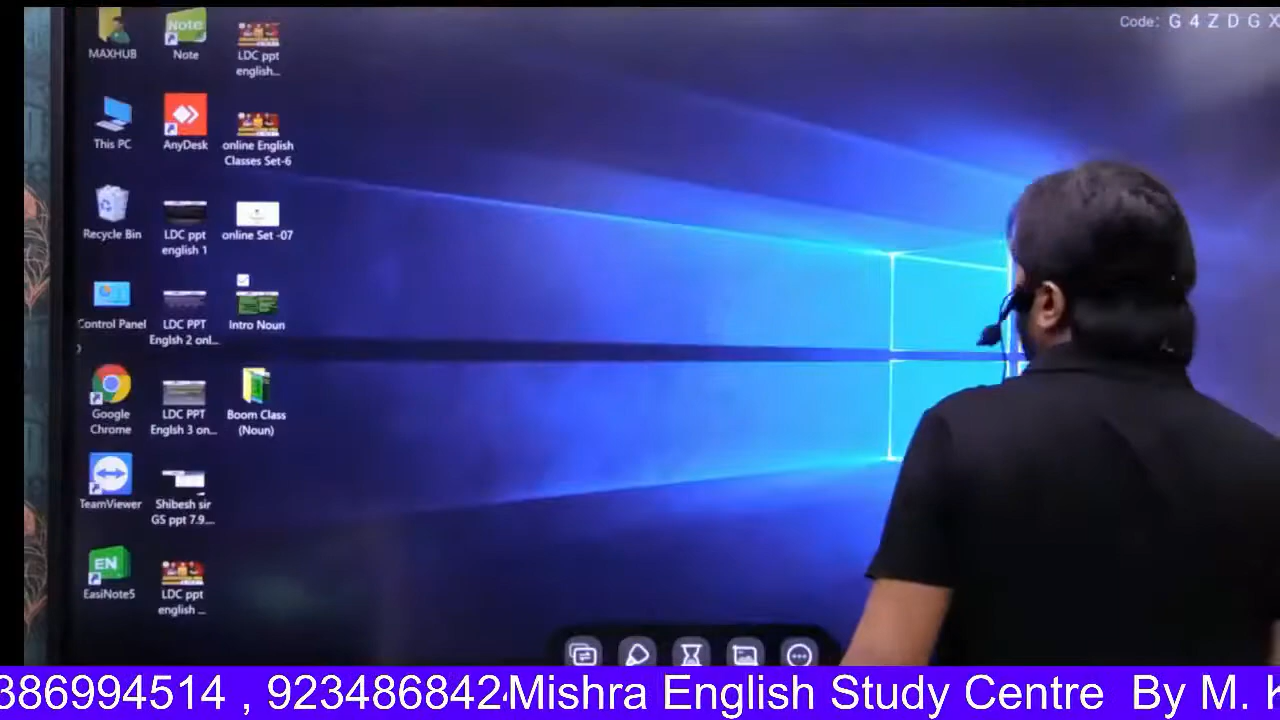 Code: G 4 Z D G X
MAXHUB
Note
LDC ppt
english...
This PC
AnyDesk
online English
Classes Set-6
Recycle Bin
LDC ppt
english 1
online Set -07
Control Panel
LDC PPT
Englsh 2 onl...
Intro Noun
Google
Chrome
LDC PPT
Englsh 3 on...
Boom Class
(Noun)
TeamViewer
Shibesh sir
GS ppt 7.9....
EN
EasiNote5
LDC ppt
english ...
386994514 , 923486842 Mishra English Study Centre By M.